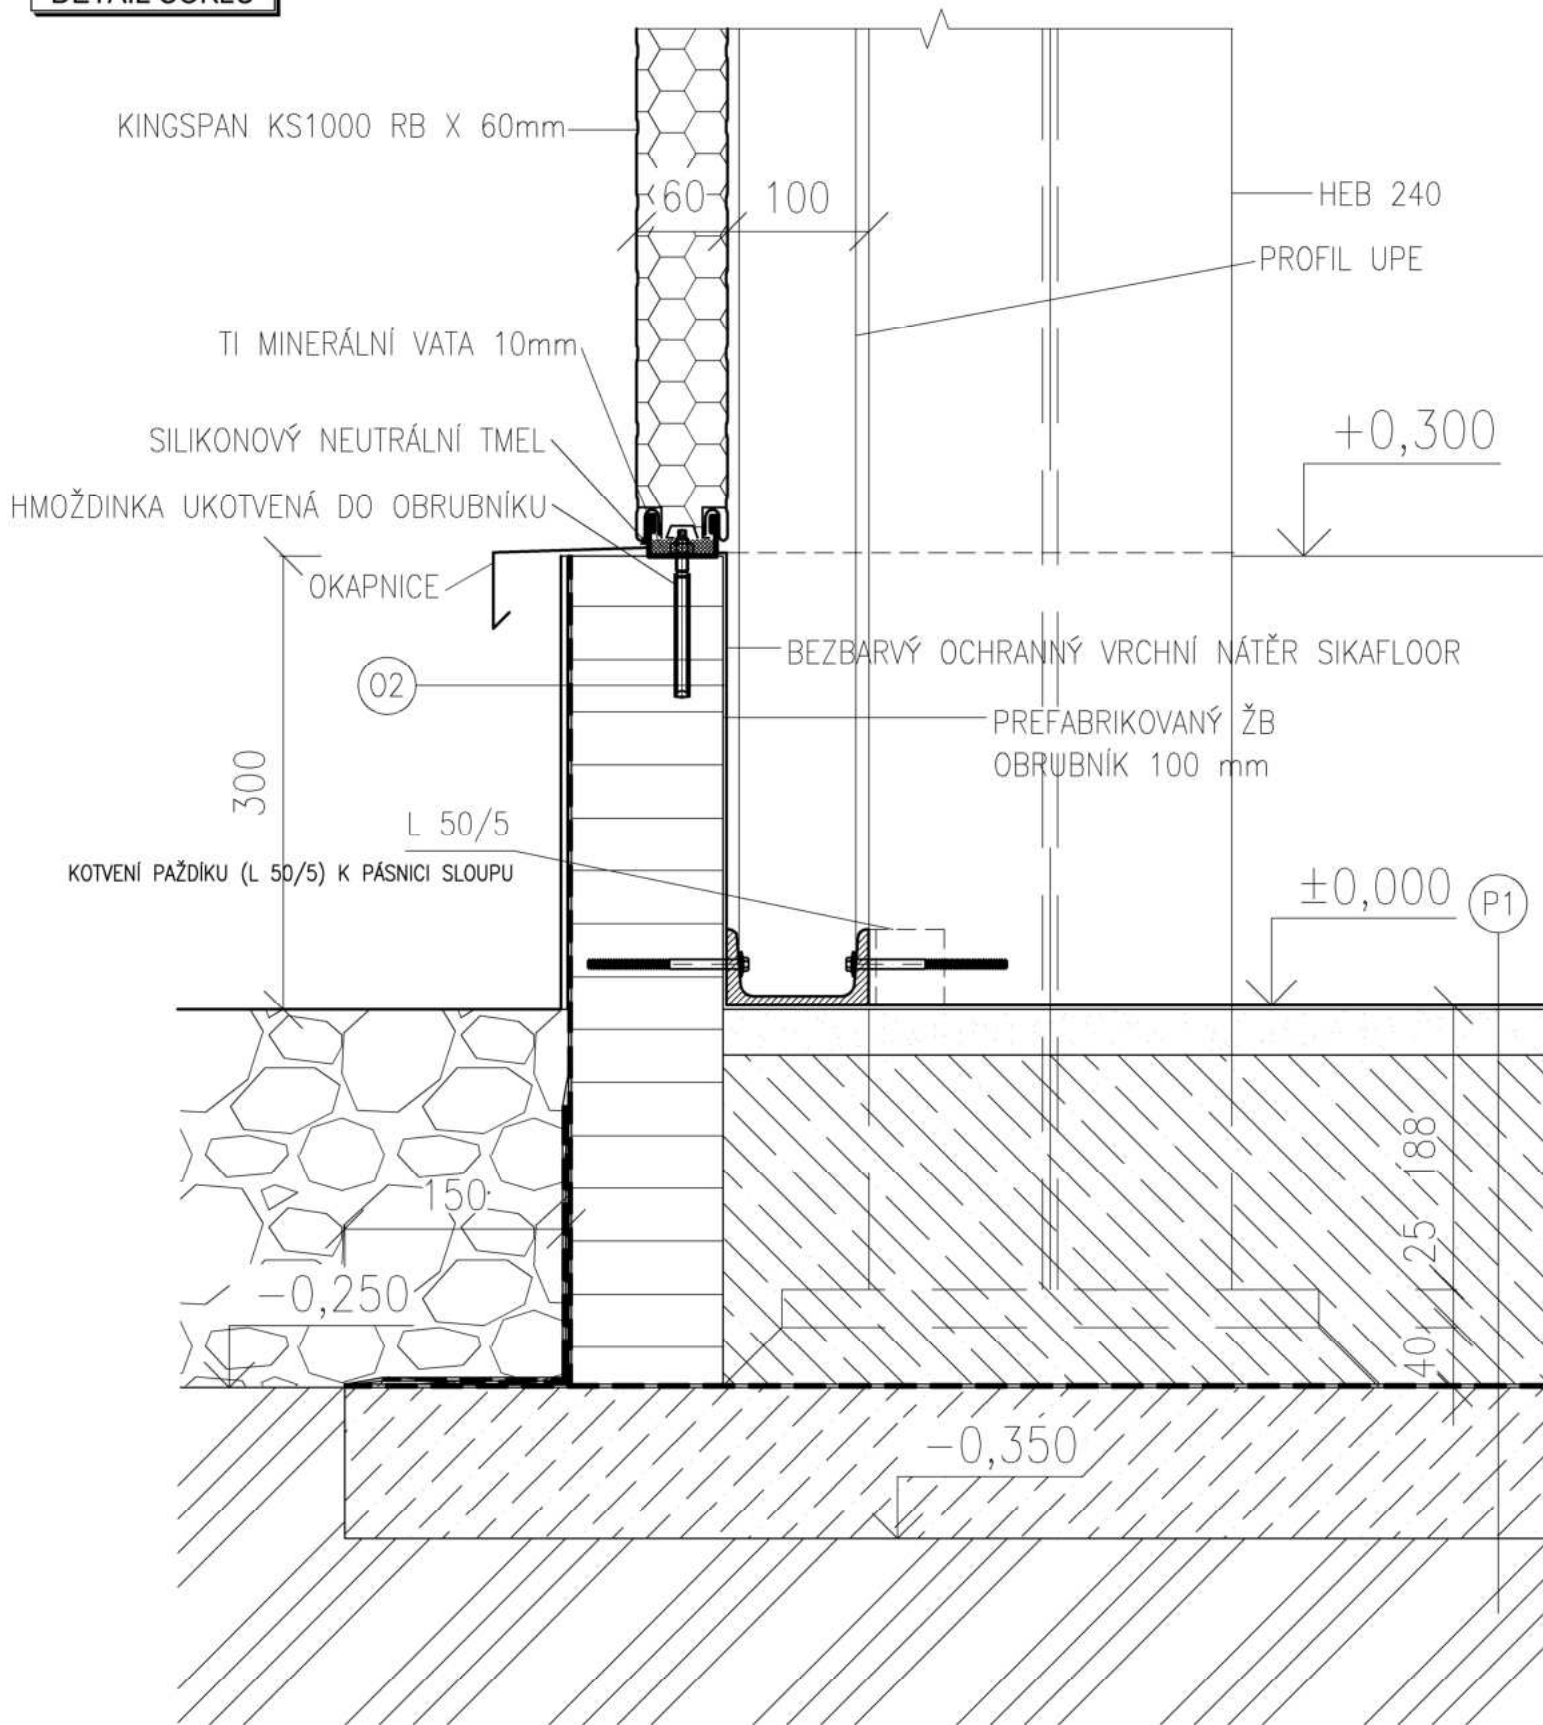 DETAIL SOKLU
KINGSPAN KS1000 RB X 60mm
60 100
HEB 240
PROFIL UPE
TI MINERÁLNÍ VATA 10mm
SILIKONOVÝ NEUTRÁLNÍ TMEL
+0,300
HMOŽDINKA UKOTVENÁ DO OBRUBNÍKU
OKAPNICE
BEZBARVÝ OCHRANNÝ VRCHNÍ NÁTĚR SIKAFLOOR
02
PREFABRIKOVANÝ ŽB
OBRUBNÍK 100 mm
300
L 50/5
KOTVENÍ PAŽDÍKU (L 50/5) K PÁSNICI SLOUPU
±0,000
P1
188
150
25
-0,250
40
-0,350